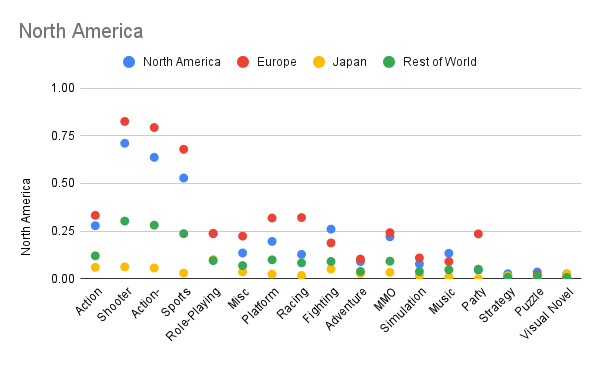 North America
North America Europe Japan Rest of World
1.00
0.75
0.50
0.25
0.00
North America
Action
Shooter
Action-
Sports
Role-Playing
Misc
Platform
Racing
Fighting
Adventure
MMO
Simulation
Music
Party
Strategy
Puzzle
Visual Novel